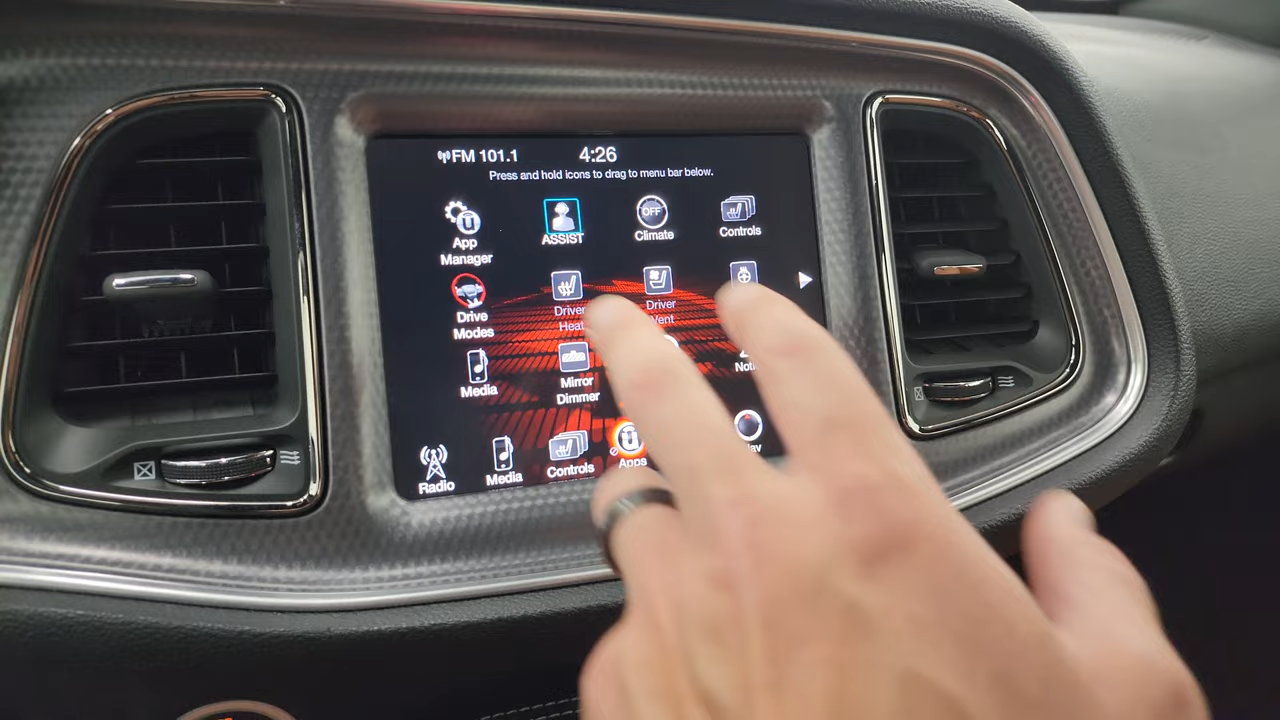 FM 101.1 4:26
Press and hold icons to drag to menu bar below.
App
Manager
ASSIST
OFF
Climate
Controls
Drive
Modes
Driver
Heat
Driver
Vent
Media
Mirror
Dimmer
Radio
Media
Controls
Apps